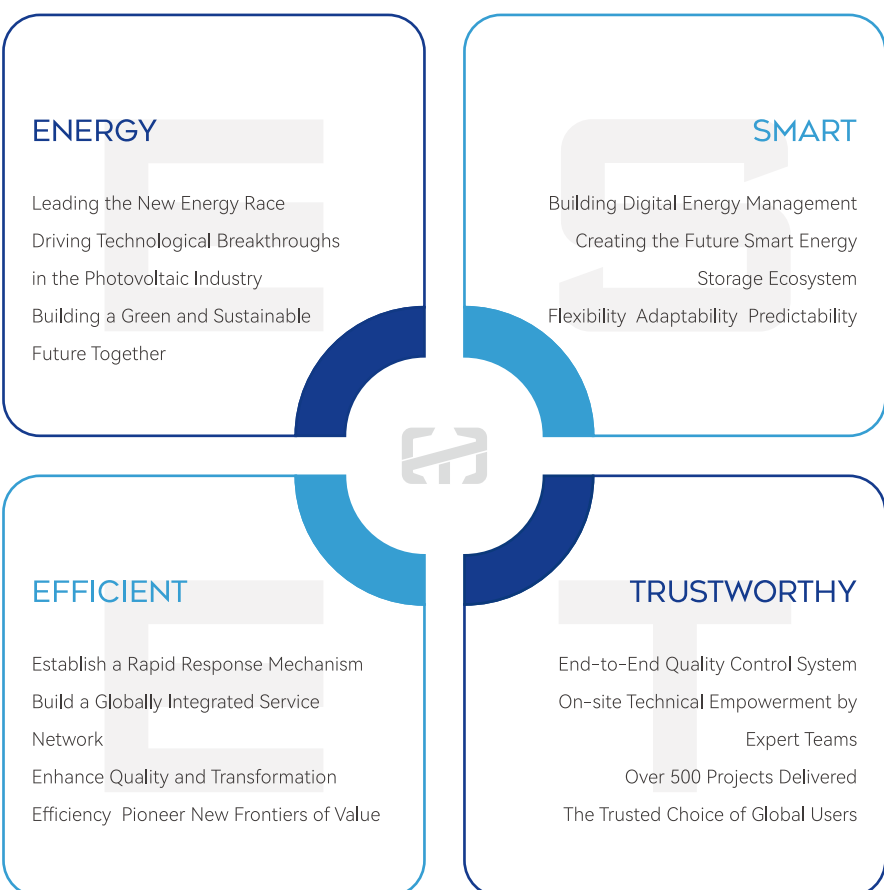 ENERGY
Leading the New Energy Race
Driving Technological Breakthroughs
in the Photovoltaic Industry
Building a Green and Sustainable
Future Together
SMART
Building Digital Energy Management
Creating the Future Smart Energy
Storage Ecosystem
Flexibility Adaptability Predictability
EFFICIENT
Establish a Rapid Response Mechanism
Build a Globally Integrated Service
Network
Enhance Quality and Transformation
Efficiency Pioneer New Frontiers of Value
TRUSTWORTHY
End-to-End Quality Control System
On-site Technical Empowerment by
Expert Teams
Over 500 Projects Delivered
The Trusted Choice of Global Users
E
S
E
T